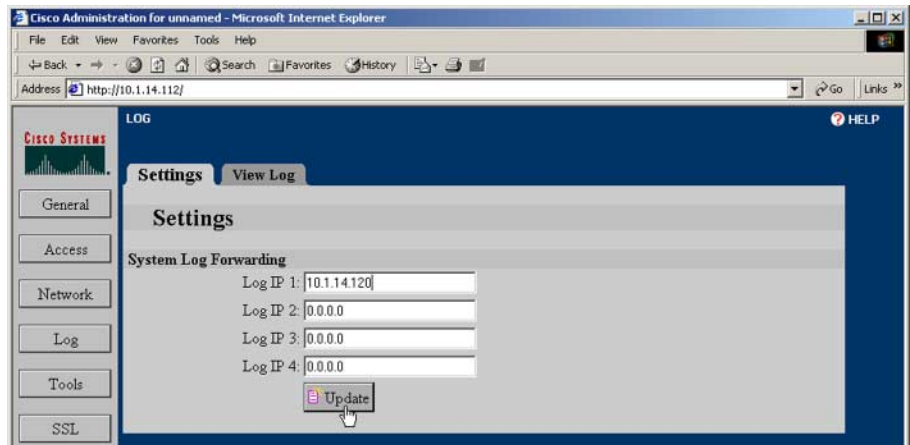 Cisco Administration for unnamed - Microsoft Internet Explorer
File Edit View Favorites Tools Help
Back Search Favorites History
Address http://10.1.14.112/ Go Links »
LOG ? HELP
CISCO SYSTEMS
Settings View Log
General
Settings
Access
System Log Forwarding
Log IP 1: 10.1.14.120
Network
Log IP 2: 0.0.0.0
Log
Log IP 3: 0.0.0.0
Log IP 4: 0.0.0.0
Tools
Update
SSL